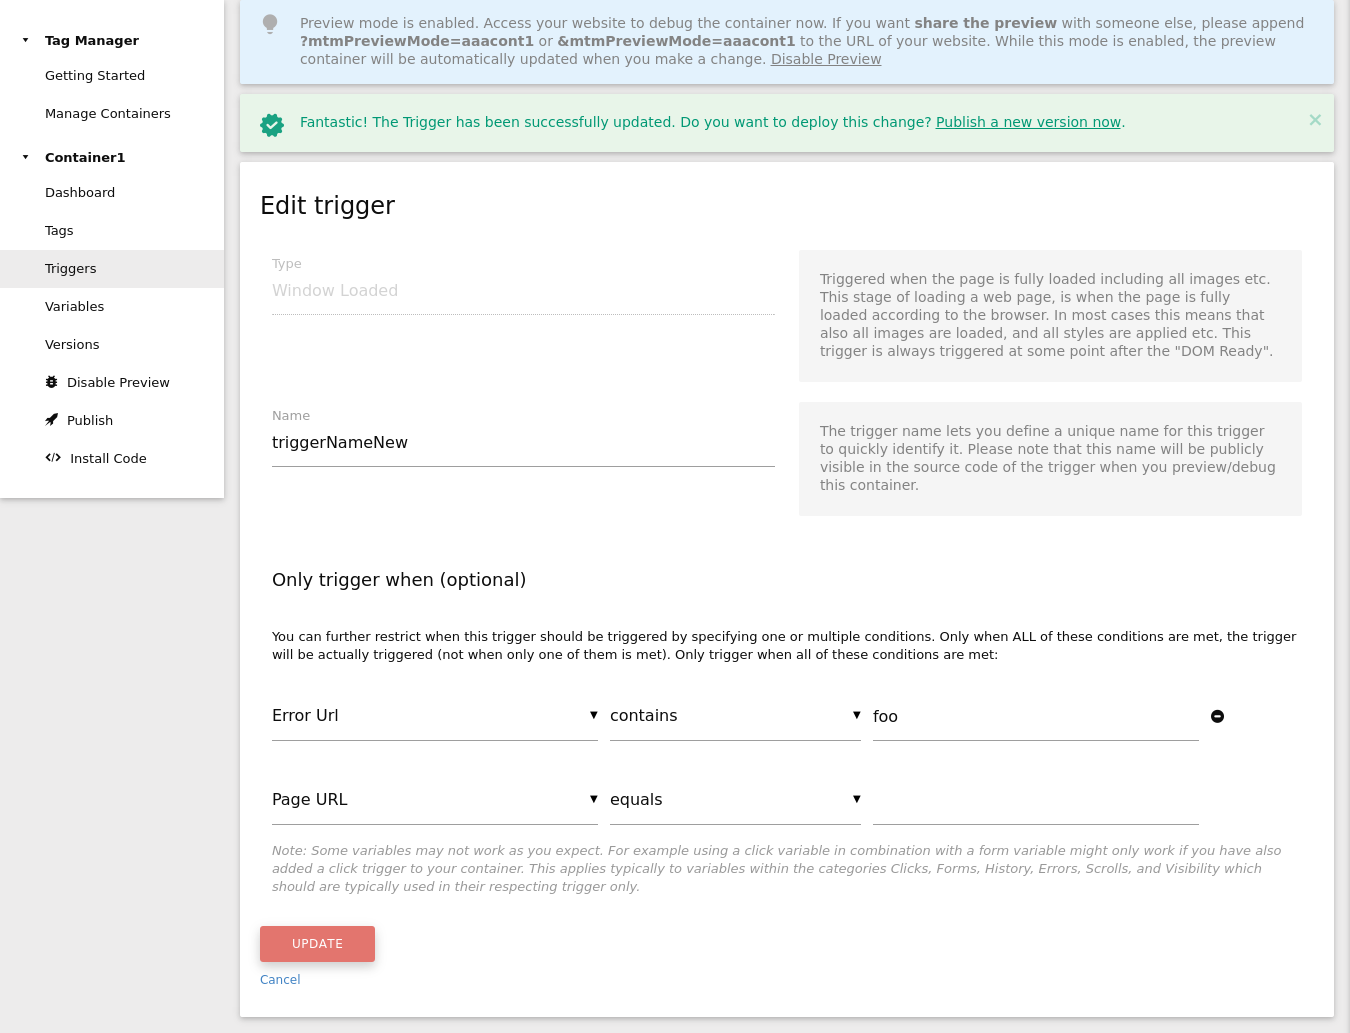 Tag Manager
Getting Started
Manage Containers
Container1
Dashboard
Tags
Triggers
Variables
Versions
Disable Preview
Publish
Install Code
Preview mode is enabled. Access your website to debug the container now. If you want share the preview with someone else, please append
?mtmPreviewMode=aaacont1 or &mtmPreviewMode=aaacont1 to the URL of your website. While this mode is enabled, the preview
container will be automatically updated when you make a change. Disable Preview
Fantastic! The Trigger has been successfully updated. Do you want to deploy this change? Publish a new version now.
Edit trigger
Type
Window Loaded
Triggered when the page is fully loaded including all images etc.
This stage of loading a web page, is when the page is fully
loaded according to the browser. In most cases this means that
also all images are loaded, and all styles are applied etc. This
trigger is always triggered at some point after the "DOM Ready".
Name
triggerNameNew
The trigger name lets you define a unique name for this trigger
to quickly identify it. Please note that this name will be publicly
visible in the source code of the trigger when you preview/debug
this container.
Only trigger when (optional)
You can further restrict when this trigger should be triggered by specifying one or multiple conditions. Only when ALL of these conditions are met, the trigger
will be actually triggered (not when only one of them is met). Only trigger when all of these conditions are met:
Error Url contains foo
Page URL equals
Note: Some variables may not work as you expect. For example using a click variable in combination with a form variable might only work if you have also
added a click trigger to your container. This applies typically to variables within the categories Clicks, Forms, History, Errors, Scrolls, and Visibility which
should are typically used in their respecting trigger only.
UPDATE
Cancel